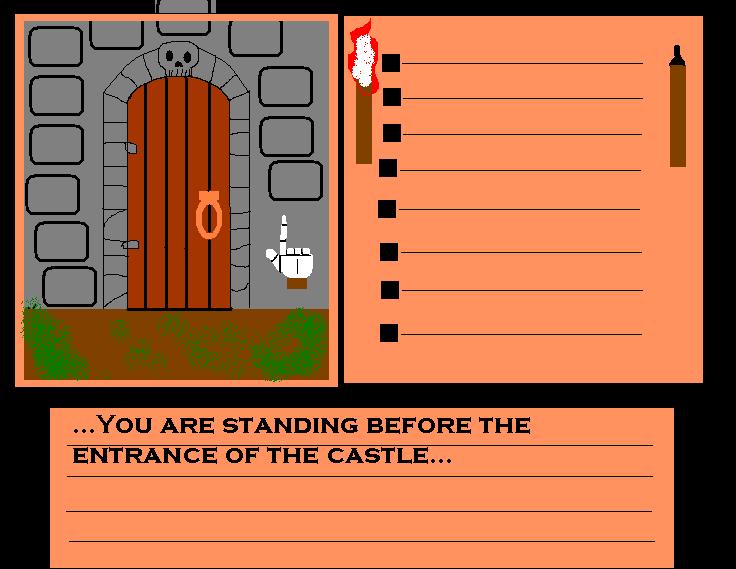 ...You are standing before the
entrance of the castle...